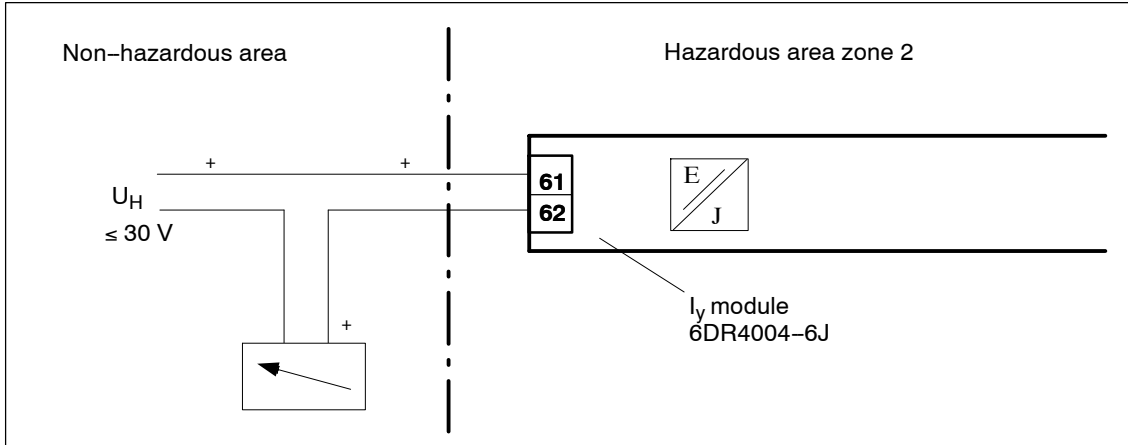 Non−hazardous area
Hazardous area zone 2
+
+
61
62
U_H
≤ 30 V
E
J
+
I_y module
6DR4004−6J